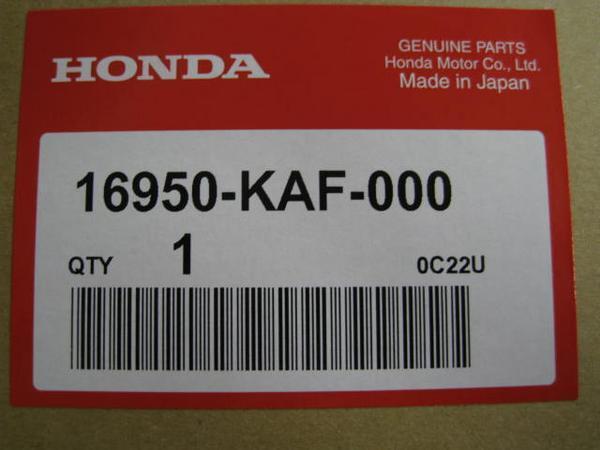 HONDA
GENUINE PARTS
Honda Motor Co., Ltd.
Made in Japan
16950-KAF-000
QTY 1 0C22U